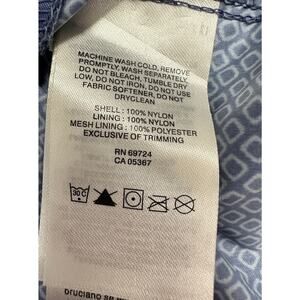 MACHINE WASH COLD, REMOVE
PROMPTLY, WASH SEPARATELY,
DO NOT BLEACH, TUMBLE DRY
LOW, DO NOT IRON, DO NOT USE
FABRIC SOFTENER, DO NOT
DRYCLEAN
SHELL : 100% NYLON
LINING : 100% NYLON
MESH LINING : 100% POLYESTER
EXCLUSIVE OF TRIMMING
RN 69724
CA 05367
30 C